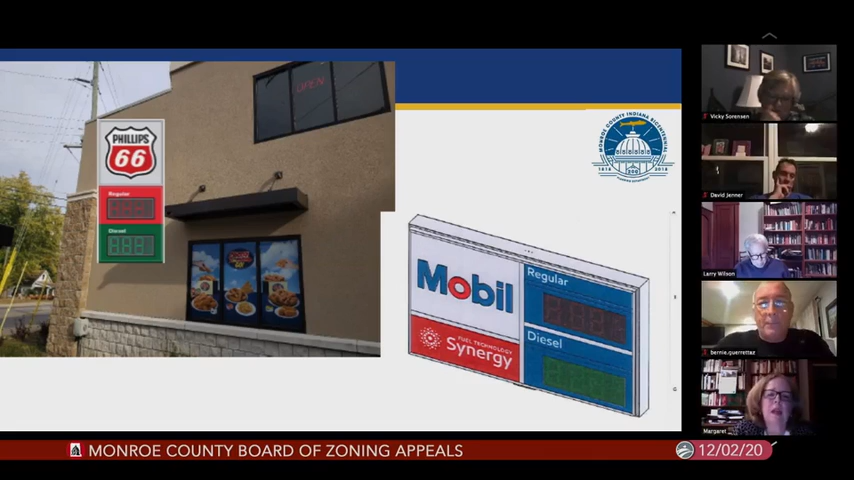 OPEN
PHILLIPS
66
Regular
Diesel
MONROE COUNTY INDIANA BICENTENNIAL
1818
200
2018
Mobil
Regular
FUEL TECHNOLOGY
Synergy
Diesel
Vicky Sorensen
David Jenner
Larry Wilson
bernie.guerrettaz
Margaret
MONROE COUNTY BOARD OF ZONING APPEALS
12/02/20